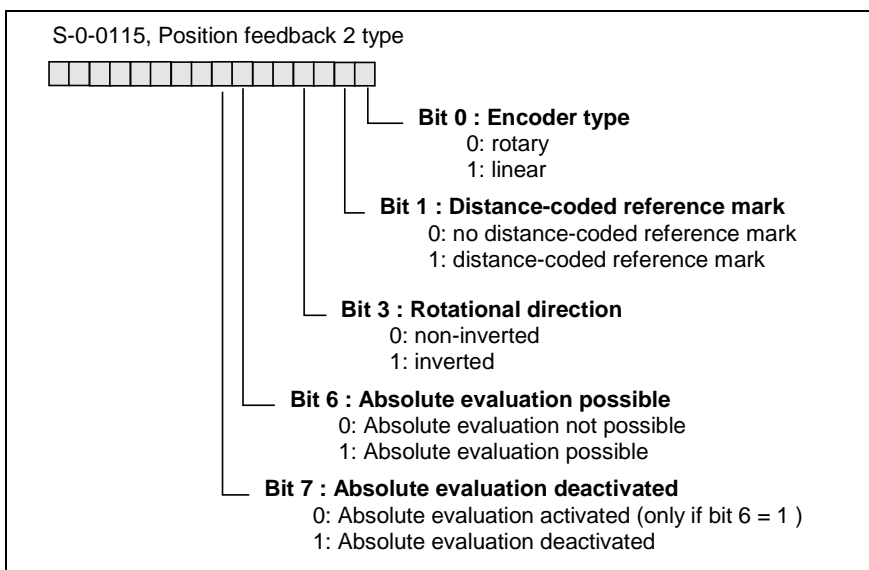 S-0-0115, Position feedback 2 type
Bit 0 : Encoder type
0: rotary
1: linear
Bit 1 : Distance-coded reference mark
0: no distance-coded reference mark
1: distance-coded reference mark
Bit 3 : Rotational direction
0: non-inverted
1: inverted
Bit 6 : Absolute evaluation possible
0: Absolute evaluation not possible
1: Absolute evaluation possible
Bit 7 : Absolute evaluation deactivated
0: Absolute evaluation activated (only if bit 6 = 1 )
1: Absolute evaluation deactivated